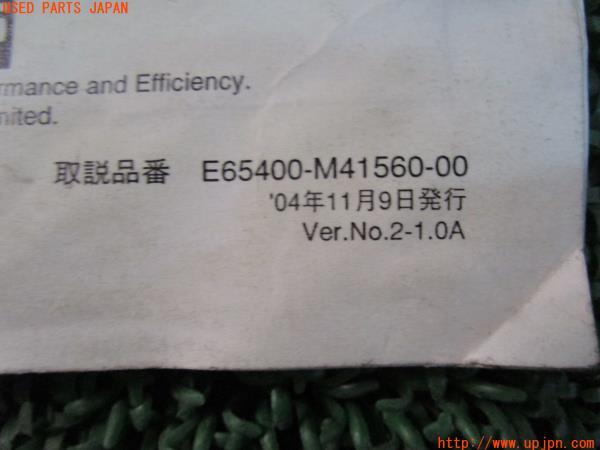 USED PARTS JAPAN
rmance and Efficiency.
mited.
取説品番 E65400-M41560-00
'04年11月9日発行
Ver.No.2-1.0A
http://www.upjpn.com/